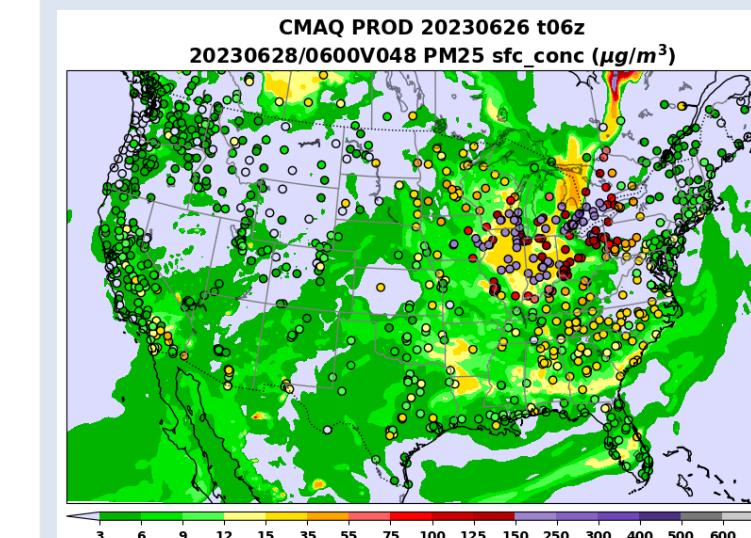 CMAQ PROD 20230626 t06z
20230628/0600V048 PM25 sfc_conc (μg/m³)
3 6 9 12 15 35 55 75 100 125 150 250 300 400 500 600